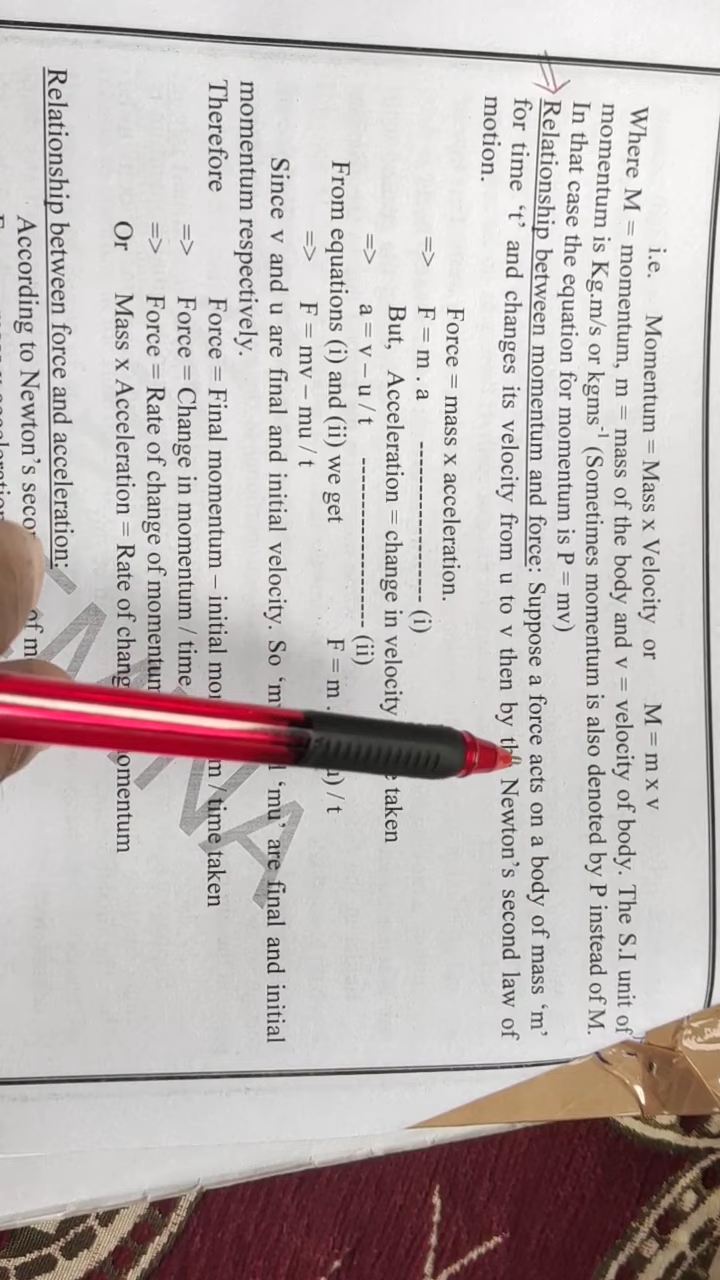 i.e. Momentum = Mass x Velocity or M = m x v
Where M = momentum, m = mass of the body and v = velocity of body. The S.I unit of
momentum is Kg.m/s or kgms⁻¹ (Sometimes momentum is also denoted by P instead of M.
In that case the equation for momentum is P = mv)
Relationship between momentum and force: Suppose a force acts on a body of mass ‘m’
for time ‘t’ and changes its velocity from u to v then by the Newton’s second law of
motion.
Force = mass x acceleration.
=> F = m . a ------------------- (i)
But, Acceleration = change in velocity taken
=> a = v – u / t ------------------- (ii)
From equations (i) and (ii) we get F = m . u) / t
=> F = mv – mu / t
Since v and u are final and initial velocity. So ‘mu’ are final and initial
momentum respectively.
Therefore Force = Final momentum – initial / time taken
=> Force = Change in momentum / time
=> Force = Rate of change of momentum
Or Mass x Acceleration = Rate of
Relationship between force and acceleration:
According to Newton’s of